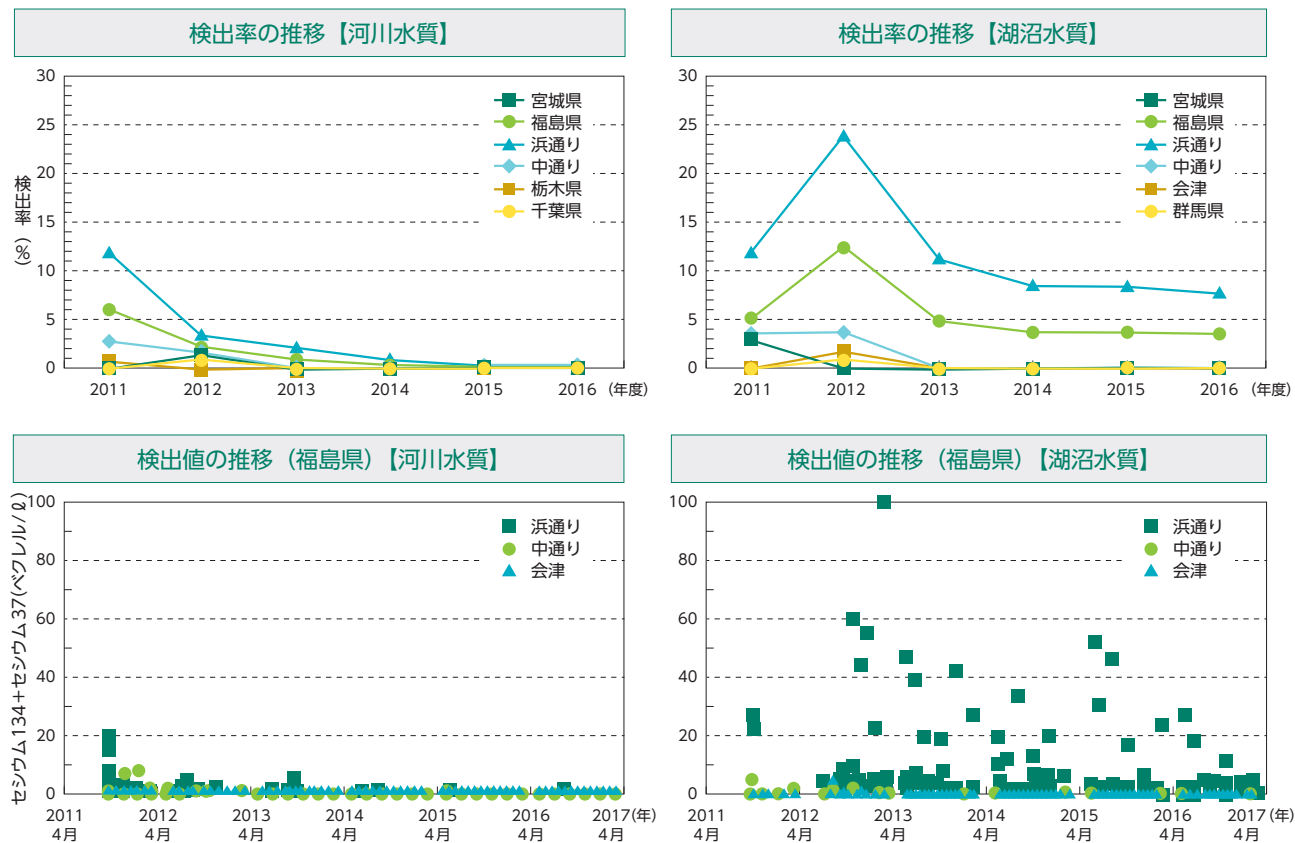 検出率の推移【河川水質】
検出率(%)
30
25
20
15
10
5
0
宮城県
福島県
浜通り
中通り
栃木県
千葉県
2011 2012 2013 2014 2015 2016 (年度)
検出率の推移【湖沼水質】
30
25
20
15
10
5
0
宮城県
福島県
浜通り
中通り
会津
群馬県
2011 2012 2013 2014 2015 2016 (年度)
検出値の推移（福島県）【河川水質】
セシウム134＋セシウム37(ベクレル/ℓ)
100
80
60
40
20
0
浜通り
中通り
会津
2011 2012 2013 2014 2015 2016 2017(年)
4月 4月 4月 4月 4月 4月 4月
検出値の推移（福島県）【湖沼水質】
100
80
60
40
20
0
浜通り
中通り
会津
2011 2012 2013 2014 2015 2016 2017(年)
4月 4月 4月 4月 4月 4月 4月